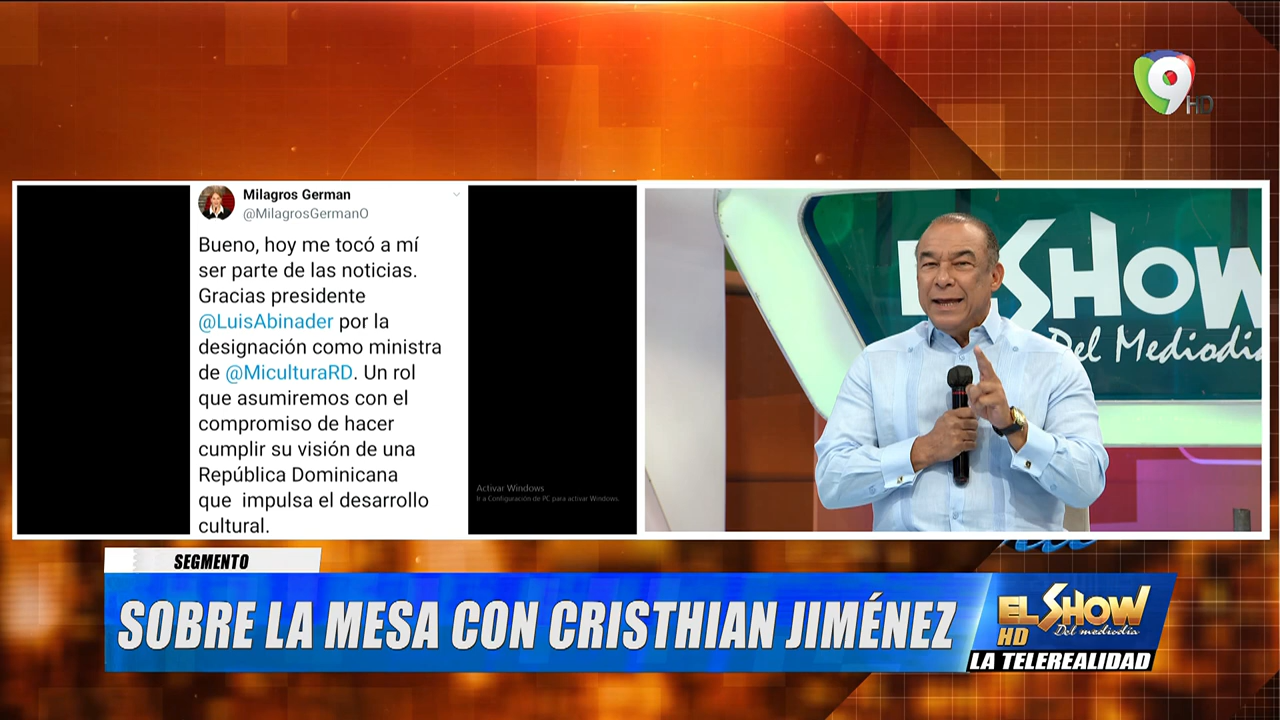 9
HD
Milagros German
@MilagrosGermanO
Bueno, hoy me tocó a mí
ser parte de las noticias.
Gracias presidente
@LuisAbinader por la
designación como ministra
de @MiculturaRD. Un rol
que asumiremos con el
compromiso de hacer
cumplir su visión de una
República Dominicana
que impulsa el desarrollo
cultural.
Activar Windows
Ir a Configuración de PC para activar Windows.
EL SHOW
Del Mediodía
SEGMENTO
SOBRE LA MESA CON CRISTHIAN JIMÉNEZ
EL SHOW
HD Del mediodía
LA TELEREALIDAD